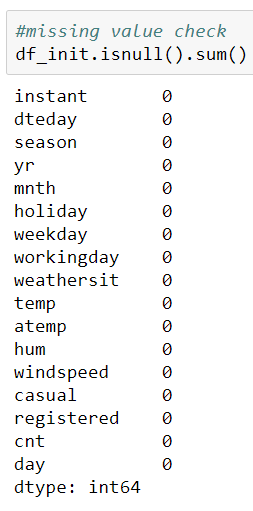 #missing value check
df_init.isnull().sum()
instant 0
dteday 0
season 0
yr 0
mnth 0
holiday 0
weekday 0
workingday 0
weathersit 0
temp 0
atemp 0
hum 0
windspeed 0
casual 0
registered 0
cnt 0
day 0
dtype: int64